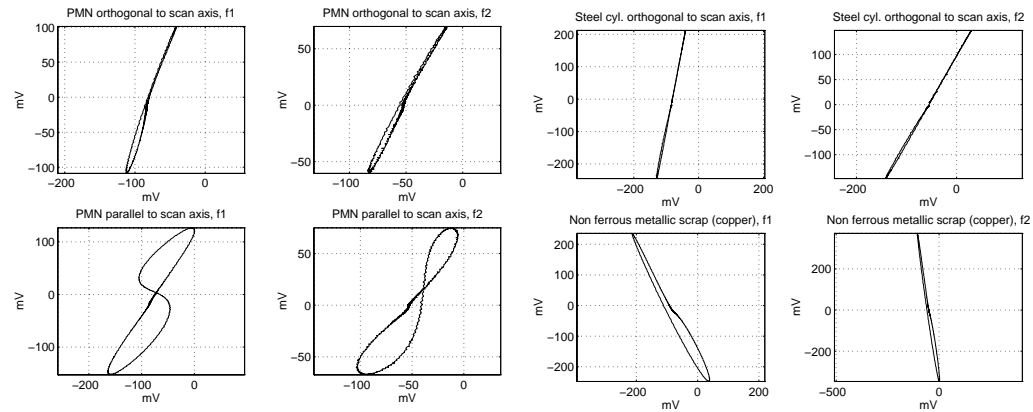 PMN orthogonal to scan axis, f1
100
50
0
−50
−100
mV
−200 −100 0
mV
PMN orthogonal to scan axis, f2
50
0
−50
mV
−100 −50 0
mV
Steel cyl. orthogonal to scan axis, f1
200
100
0
−100
−200
mV
−200 0 200
mV
Steel cyl. orthogonal to scan axis, f2
100
50
0
−50
−100
mV
−200 −100 0
mV
PMN parallel to scan axis, f1
100
0
−100
mV
−200 −100 0
mV
PMN parallel to scan axis, f2
50
0
−50
mV
−100 −50 0
mV
Non ferrous metallic scrap (copper), f1
200
100
0
−100
−200
mV
−200 0 200
mV
Non ferrous metallic scrap (copper), f2
200
0
−200
mV
−500 0
mV